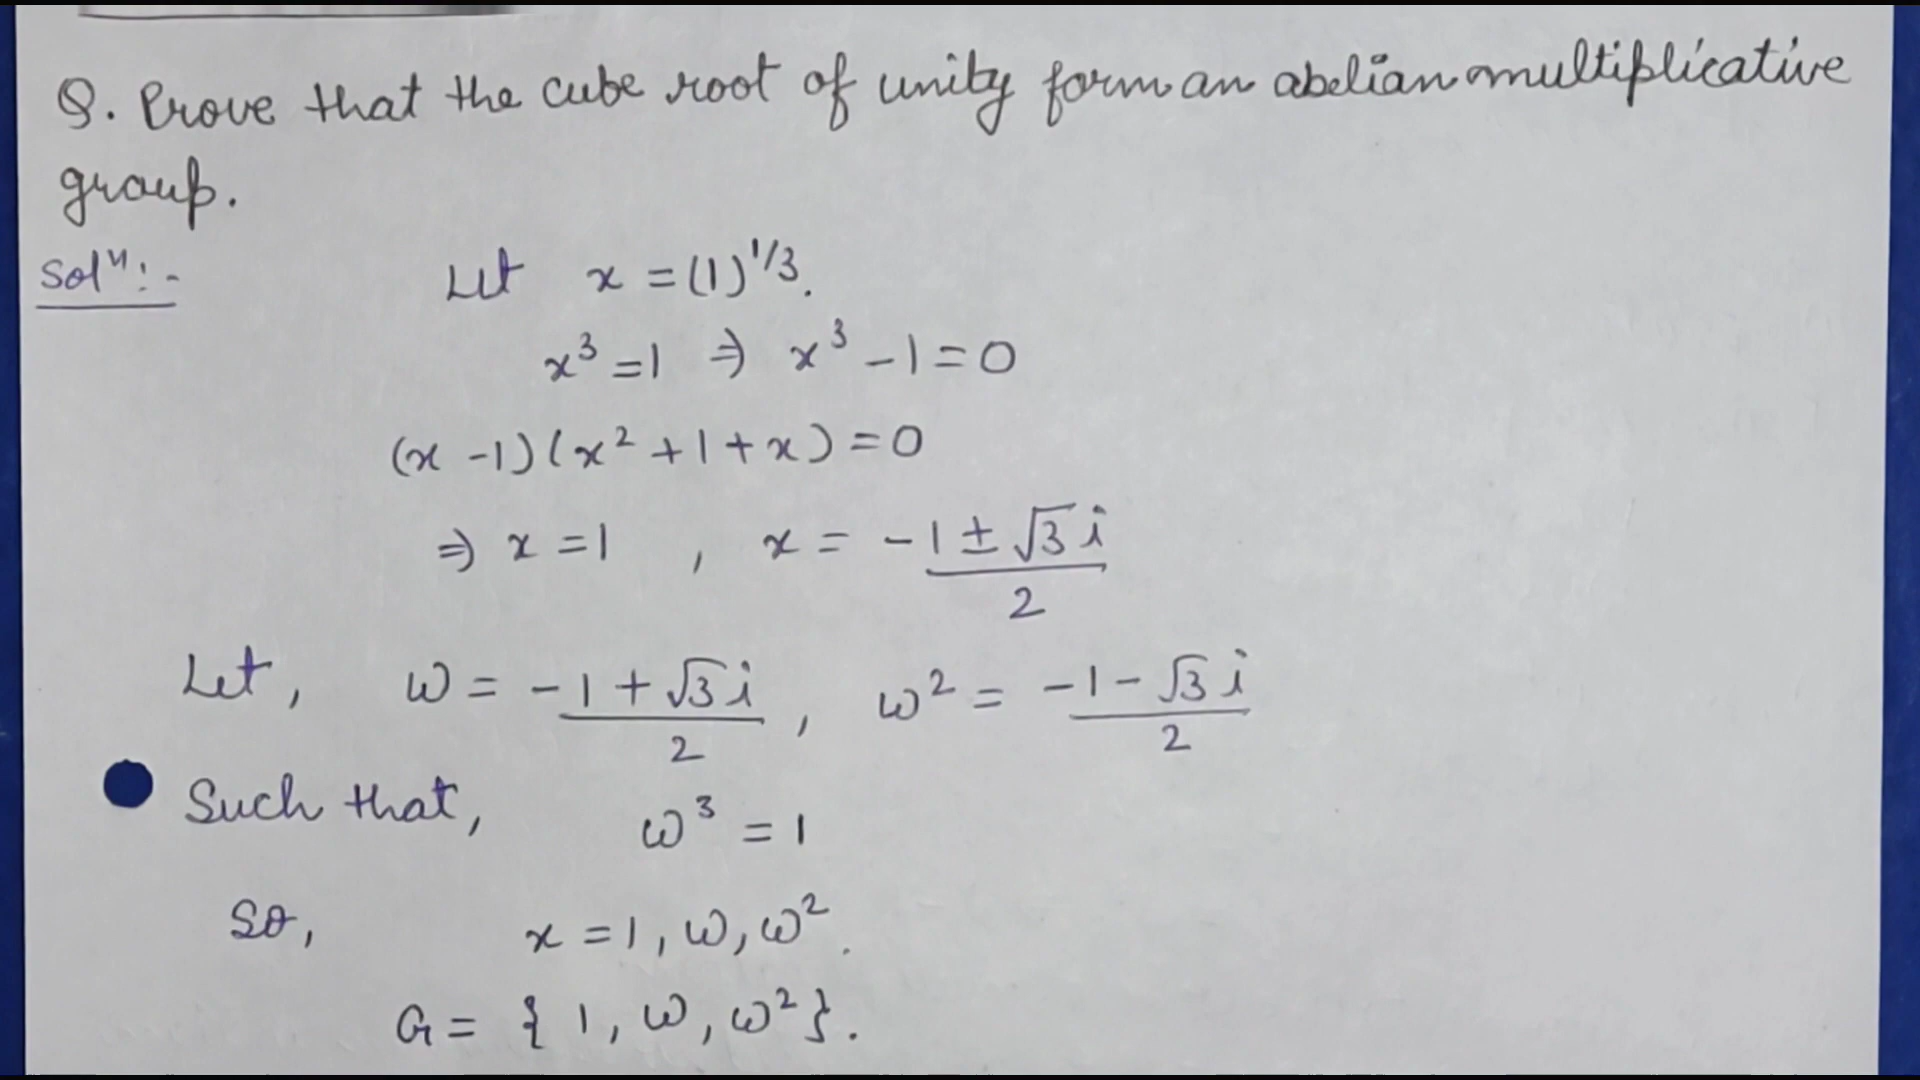 Q. Prove that the cube root of unity form an abelian multiplicative
group.
Solⁿ:-
Let x = (1)^1/3.
x³ = 1 ⇒ x³ - 1 = 0
(x - 1)(x² + 1 + x) = 0
⇒ x = 1 , x = (-1 ± √3 i)/2
Let, ω = (-1 + √3 i)/2 , ω² = (-1 - √3 i)/2
Such that, ω³ = 1
So, x = 1, ω, ω².
G = { 1, ω, ω² }.